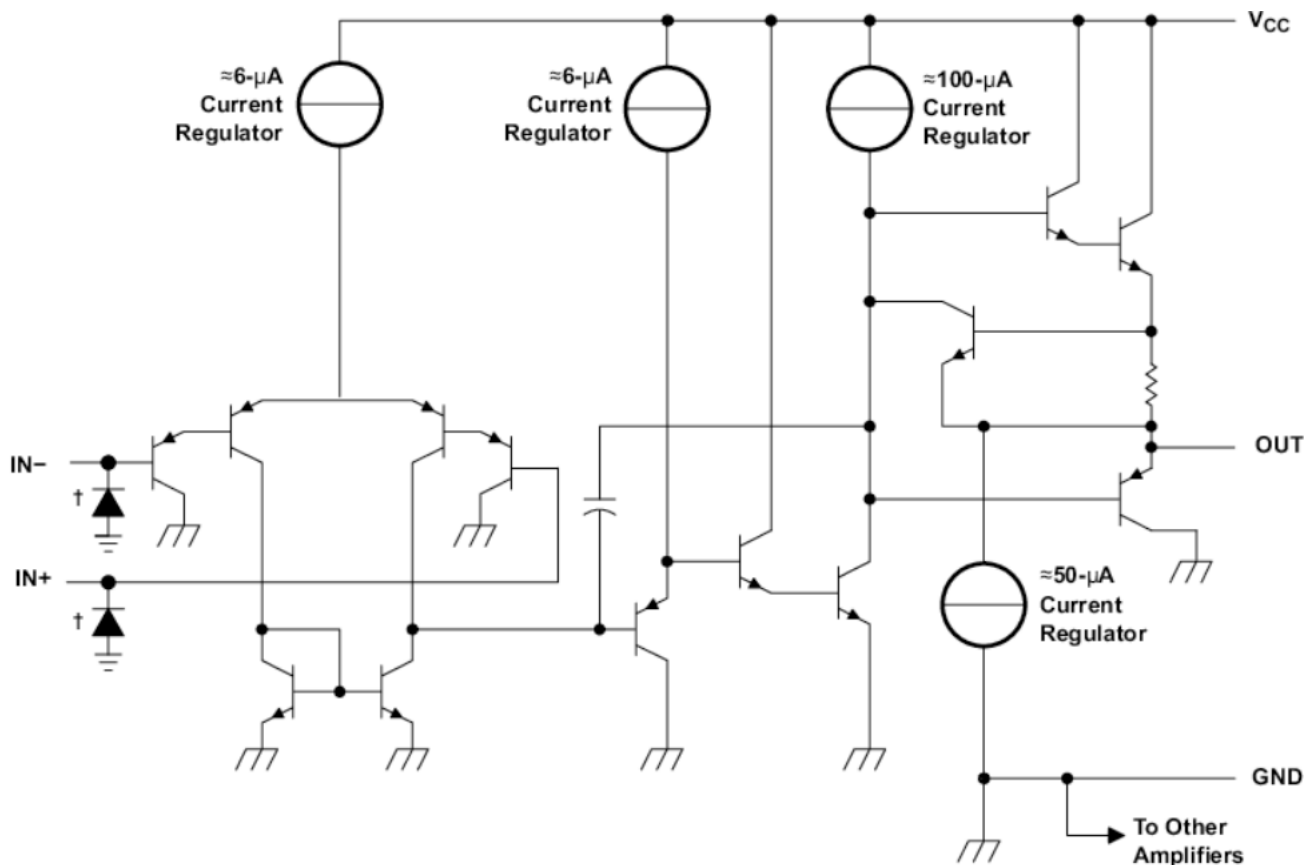 VCC
≈6-µA
Current
Regulator
≈6-µA
Current
Regulator
≈100-µA
Current
Regulator
IN−
†
OUT
IN+
†
≈50-µA
Current
Regulator
GND
To Other
Amplifiers